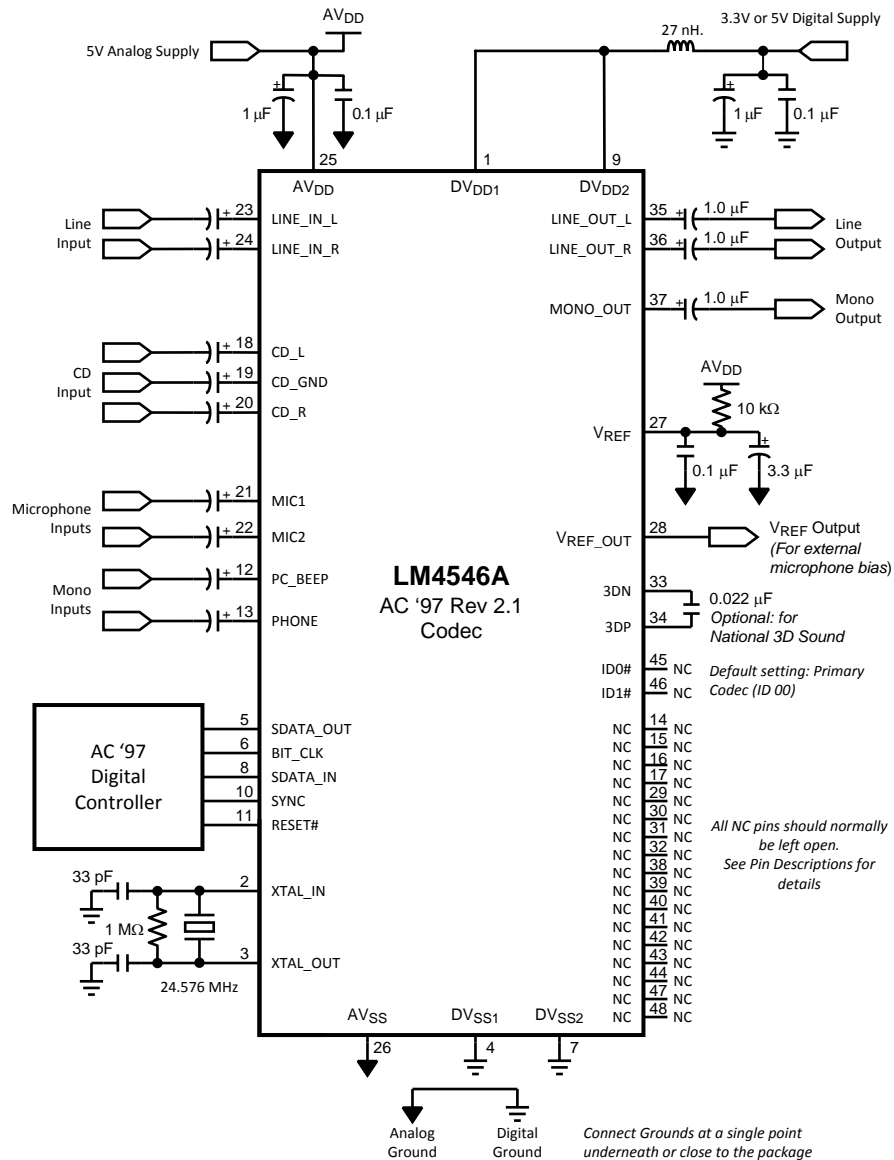 AVDD
3.3V or 5V Digital Supply
27 nH.
5V Analog Supply
+
1 µF
0.1 µF
+
1 µF
0.1 µF
25
1
9
AVDD
DVDD1
DVDD2
Line
Input
+ 23 LINE_IN_L
+ 24 LINE_IN_R
LINE_OUT_L 35 + 1.0 µF
LINE_OUT_R 36 + 1.0 µF
Line
Output
MONO_OUT 37 + 1.0 µF
Mono
Output
CD
Input
+ 18 CD_L
+ 19 CD_GND
+ 20 CD_R
AVDD
10 kΩ
VREF 27
+
0.1 µF
3.3 µF
Microphone
Inputs
+ 21 MIC1
+ 22 MIC2
VREF_OUT 28
VREF Output
(For external
microphone bias)
Mono
Inputs
+ 12 PC_BEEP
+ 13 PHONE
LM4546A
AC ‘97 Rev 2.1
Codec
3DN 33
3DP 34
0.022 µF
Optional: for
National 3D Sound
ID0# 45 NC
ID1# 46 NC
Default setting: Primary
Codec (ID 00)
AC ‘97
Digital
Controller
5 SDATA_OUT
6 BIT_CLK
8 SDATA_IN
10 SYNC
11 RESET#
NC 14 NC
NC 15 NC
NC 16 NC
NC 17 NC
NC 29 NC
NC 30 NC
NC 31 NC
NC 32 NC
NC 38 NC
NC 39 NC
NC 40 NC
NC 41 NC
NC 42 NC
NC 43 NC
NC 44 NC
NC 47 NC
NC 48 NC
All NC pins should normally
be left open.
See Pin Descriptions for
details
33 pF
2 XTAL_IN
1 MΩ
33 pF
3 XTAL_OUT
24.576 MHz
AVSS
DVSS1
DVSS2
26
4
7
Analog
Ground
Digital
Ground
Connect Grounds at a single point
underneath or close to the package